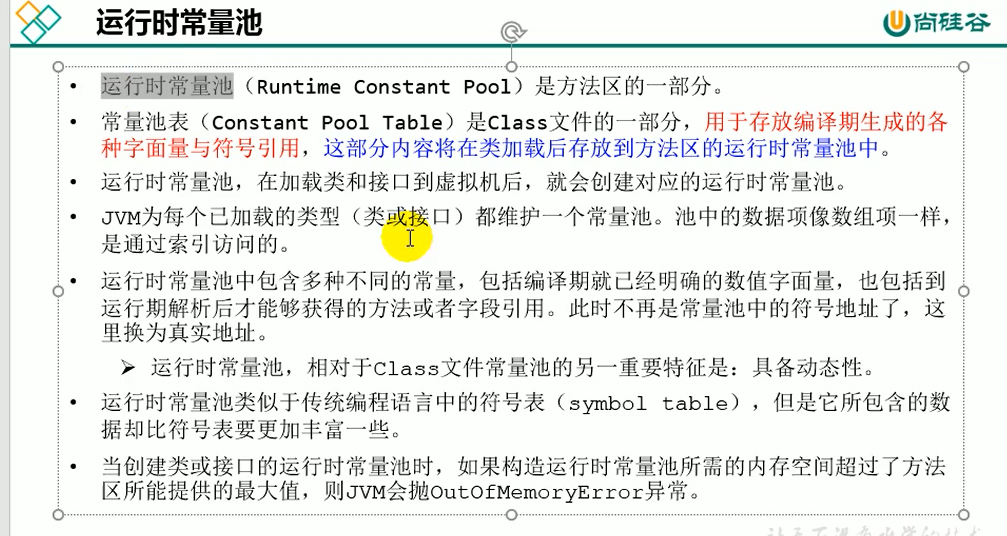 运行时常量池
尚硅谷
• 运行时常量池（Runtime Constant Pool）是方法区的一部分。
• 常量池表（Constant Pool Table）是Class文件的一部分，用于存放编译期生成的各
种字面量与符号引用，这部分内容将在类加载后存放到方法区的运行时常量池中。
• 运行时常量池，在加载类和接口到虚拟机后，就会创建对应的运行时常量池。
• JVM为每个已加载的类型（类或接口）都维护一个常量池。池中的数据项像数组项一样，
是通过索引访问的。
• 运行时常量池中包含多种不同的常量，包括编译期就已经明确的数值字面量，也包括到
运行期解析后才能够获得的方法或者字段引用。此时不再是常量池中的符号地址了，这
里换为真实地址。
➢ 运行时常量池，相对于Class文件常量池的另一重要特征是：具备动态性。
• 运行时常量池类似于传统编程语言中的符号表（symbol table），但是它所包含的数
据却比符号表要更加丰富一些。
• 当创建类或接口的运行时常量池时，如果构造运行时常量池所需的内存空间超过了方法
区所能提供的最大值，则JVM会抛OutOfMemoryError异常。